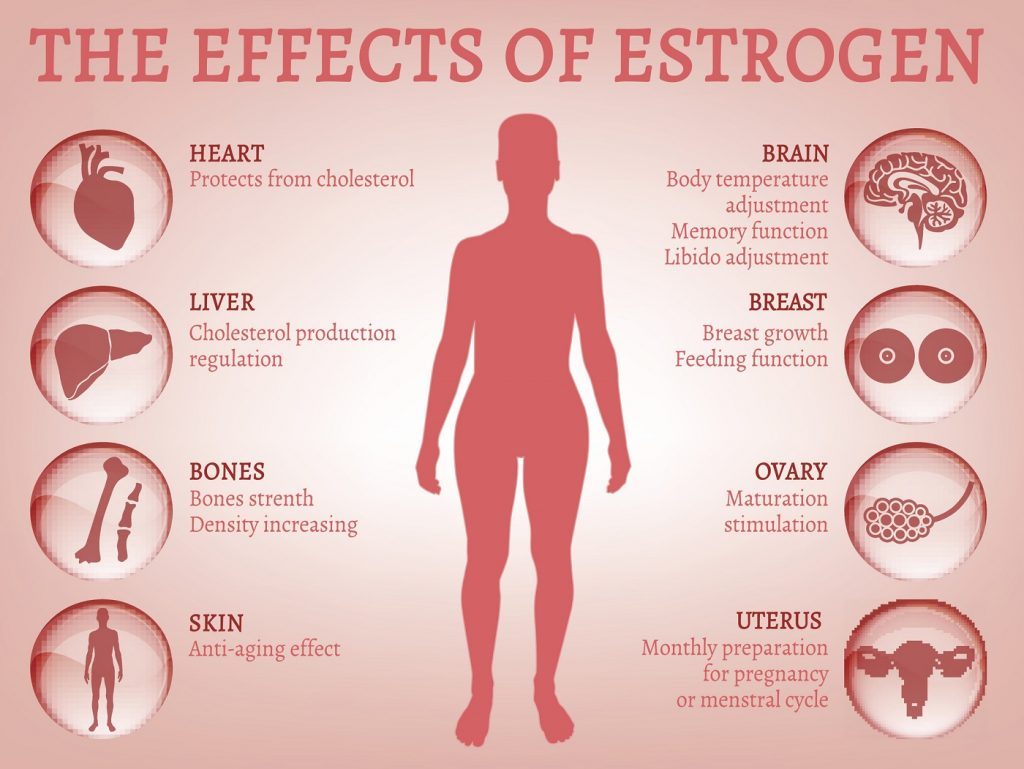 THE EFFECTS OF ESTROGEN
HEART
Protects from cholesterol
LIVER
Cholesterol production
regulation
BONES
Bones strenth
Density increasing
SKIN
Anti-aging effect
BRAIN
Body temperature
adjustment
Memory function
Libido adjustment
BREAST
Breast growth
Feeding function
OVARY
Maturation
stimulation
UTERUS
Monthly preparation
for pregnancy
or menstral cycle